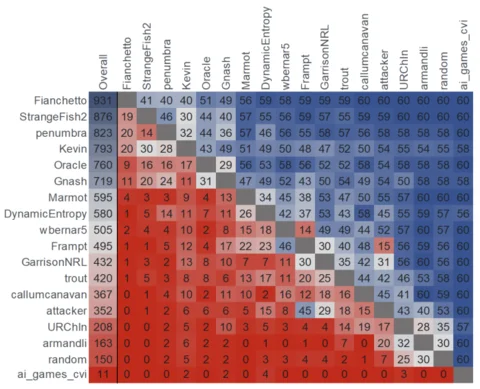 Overall
Fianchetto
StrangeFish2
penumbra
Kevin
Oracle
Gnash
Marmot
DynamicEntropy
wbernar5
Frampt
GarrisonNRL
trout
callumcanavan
attacker
URChIn
armandli
random
ai_games_cvi
Fianchetto 931 41 40 40 51 49 56 59 58 59 59 59 60 60 60 60 60 60
StrangeFish2 876 19 46 30 44 40 57 55 56 59 57 55 59 59 60 60 60 60
penumbra 823 20 14 32 44 36 57 46 56 55 58 57 56 58 58 58 58 60
Kevin 793 20 30 28 43 49 51 49 50 48 47 52 50 54 55 55 54 58
Oracle 760 9 16 16 17 29 56 53 58 56 52 52 58 54 58 58 58 60
Gnash 719 11 20 24 11 31 47 49 52 43 50 54 49 54 50 58 58 58
Marmot 595 4 3 3 9 4 13 34 45 38 53 47 50 55 57 60 60 60
DynamicEntropy 580 1 5 14 11 7 11 26 42 37 53 43 58 45 55 59 57 56
wbernar5 505 2 4 4 10 2 8 15 18 14 49 49 44 52 57 60 57 60
Frampt 495 1 1 5 12 4 17 22 23 46 30 40 48 15 56 59 56 60
GarrisonNRL 432 1 3 2 13 8 10 7 7 11 30 35 42 31 56 60 56 60
trout 420 1 5 3 8 8 6 13 17 11 20 25 44 42 46 53 58 60
callumcanavan 367 0 1 4 10 2 11 10 2 16 12 18 16 45 41 60 59 60
attacker 352 0 1 2 6 6 6 5 15 8 45 29 18 15 43 40 53 60
URChIn 208 0 0 2 5 2 10 3 5 3 4 4 14 19 17 28 35 57
armandli 163 0 0 2 5 2 2 0 1 0 1 0 7 0 20 32 30 60
random 150 0 0 2 6 2 2 0 3 3 4 4 2 1 7 25 30 60
ai_games_cvi 11 0 0 0 2 0 2 0 4 0 0 0 0 0 0 3 0 0